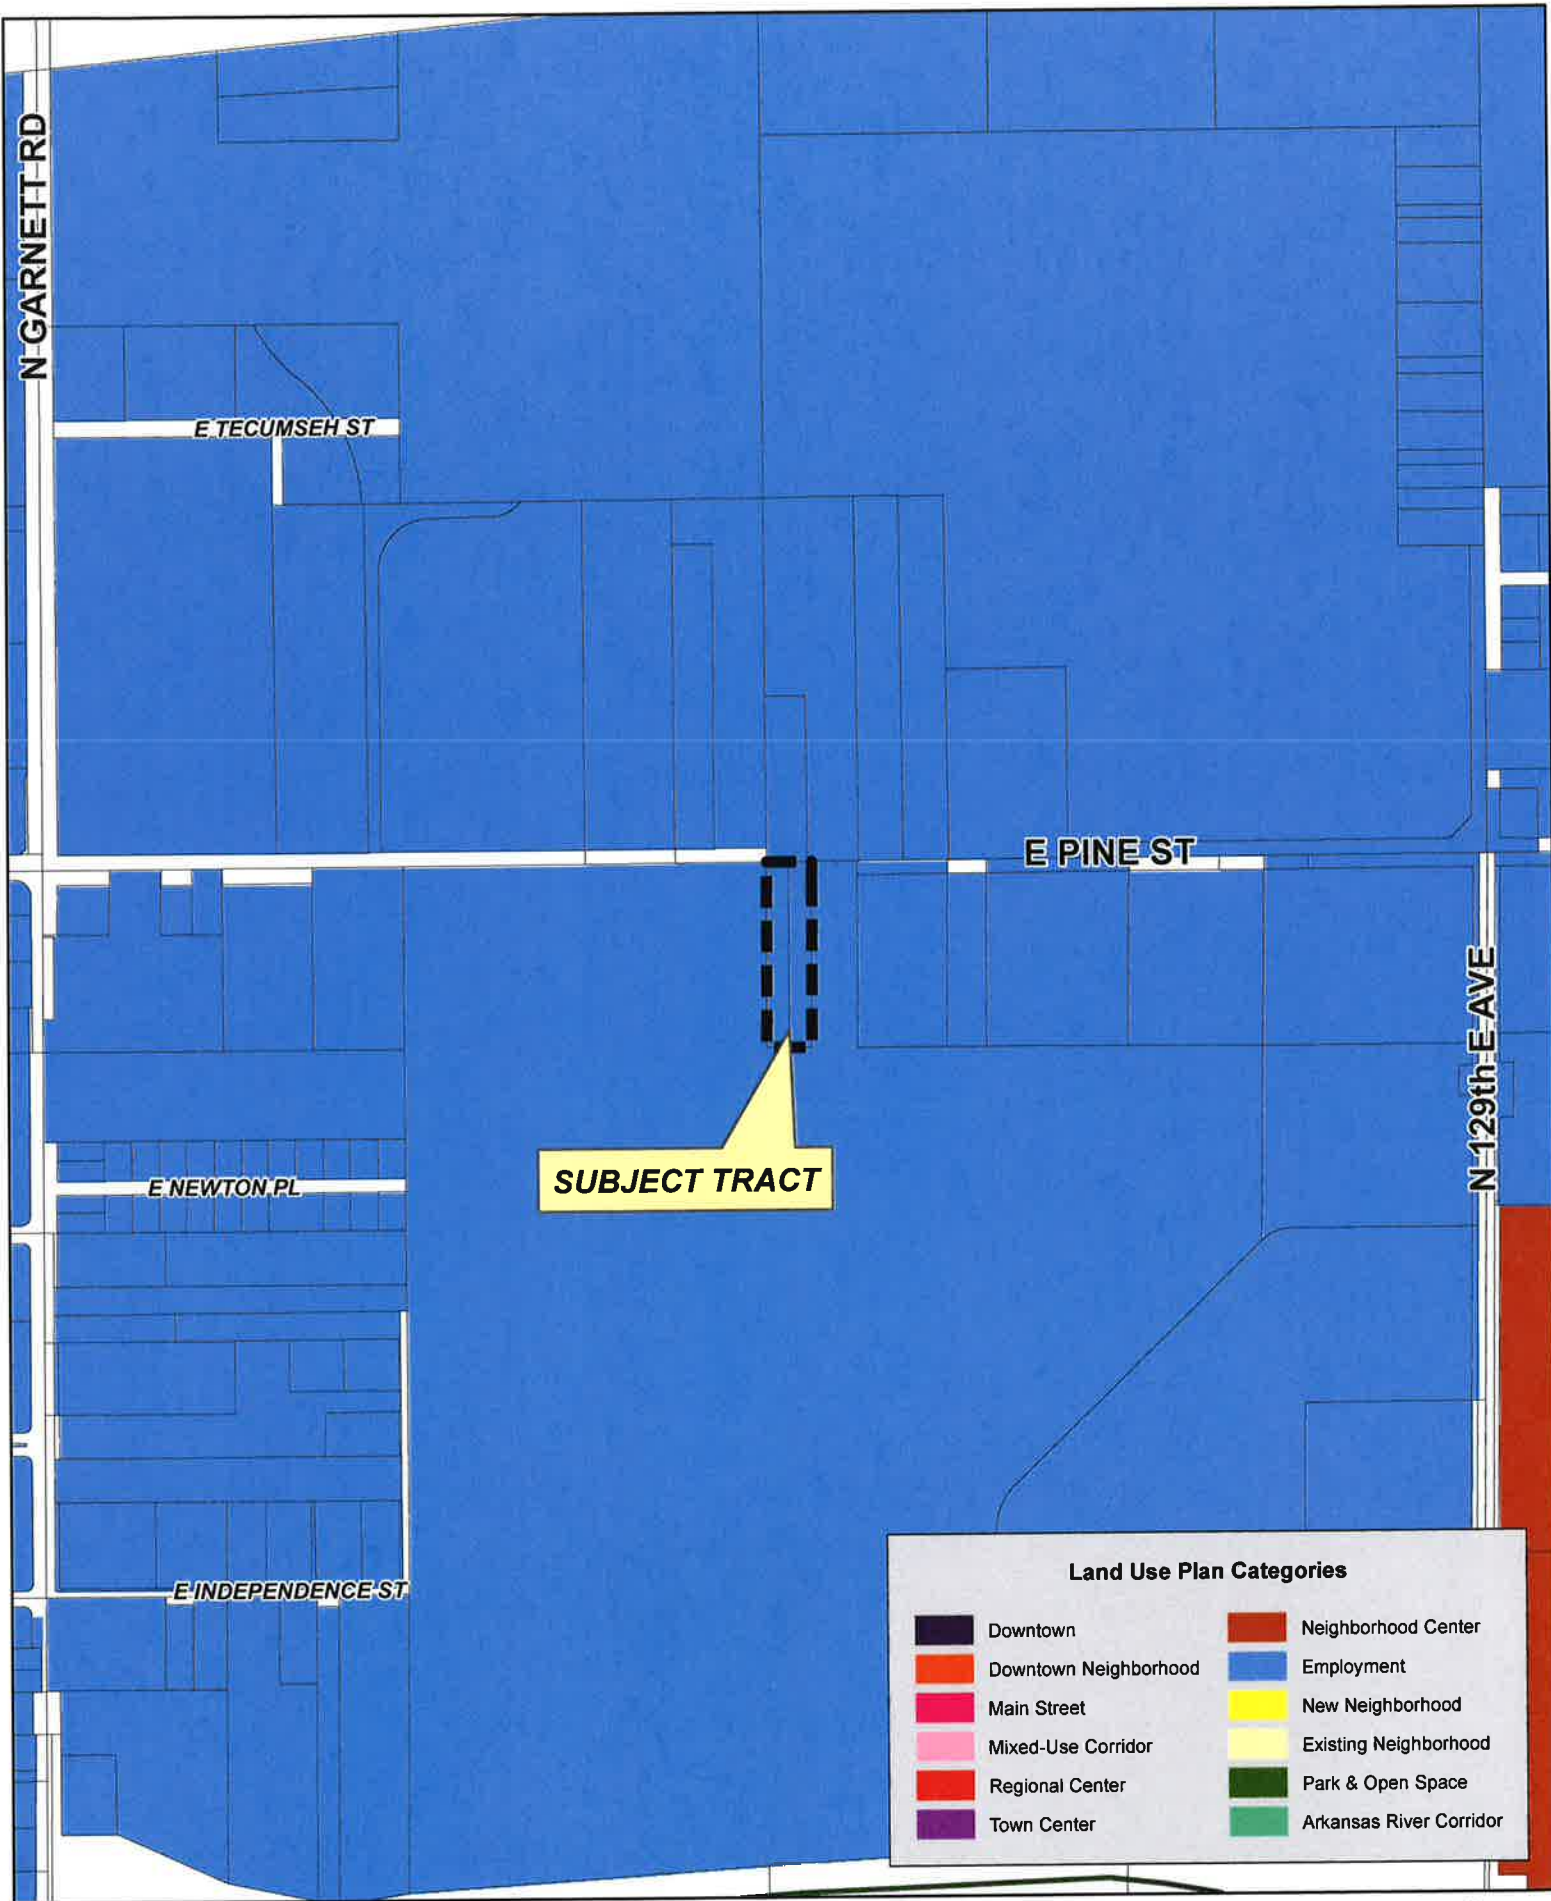 N GARNETT RD
E TECUMSEH ST
E PINE ST
N 129th E AVE
SUBJECT TRACT
E NEWTON PL
E INDEPENDENCE ST
Land Use Plan Categories
Downtown
Downtown Neighborhood
Main Street
Mixed-Use Corridor
Regional Center
Town Center
Neighborhood Center
Employment
New Neighborhood
Existing Neighborhood
Park & Open Space
Arkansas River Corridor